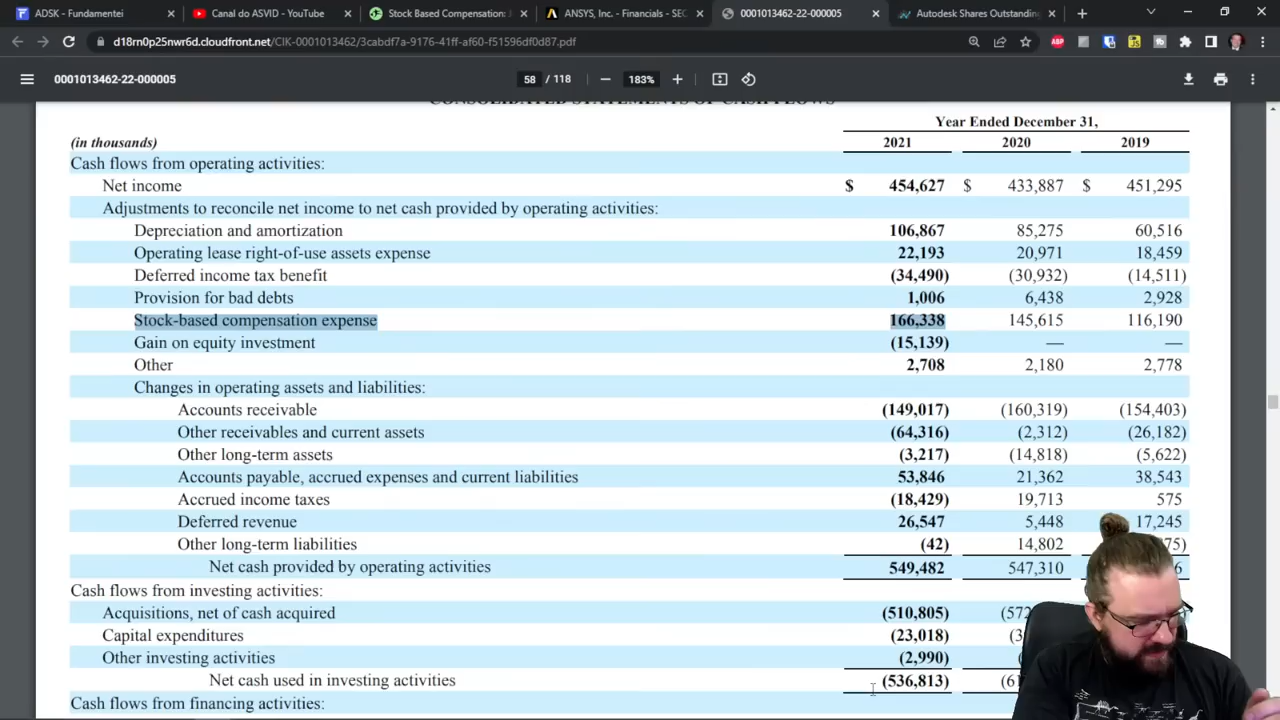 ADSK - Fundamentei
Canal do ASVID - YouTube
Stock Based Compensation:
ANSYS, Inc. - Financials - SEC
0001013462-22-000005
Autodesk Shares Outstanding
d18rn0p25nwr6d.cloudfront.net/CIK-0001013462/3cabdf7a-9176-41ff-af60-f51596df0d87.pdf
0001013462-22-000005
58 / 118
183%
CONSOLIDATED STATEMENTS OF CASH FLOWS
Year Ended December 31,
(in thousands) 2021 2020 2019
Cash flows from operating activities:
Net income $ 454,627 $ 433,887 $ 451,295
Adjustments to reconcile net income to net cash provided by operating activities:
Depreciation and amortization 106,867 85,275 60,516
Operating lease right-of-use assets expense 22,193 20,971 18,459
Deferred income tax benefit (34,490) (30,932) (14,511)
Provision for bad debts 1,006 6,438 2,928
Stock-based compensation expense 166,338 145,615 116,190
Gain on equity investment (15,139) — —
Other 2,708 2,180 2,778
Changes in operating assets and liabilities:
Accounts receivable (149,017) (160,319) (154,403)
Other receivables and current assets (64,316) (2,312) (26,182)
Other long-term assets (3,217) (14,818) (5,622)
Accounts payable, accrued expenses and current liabilities 53,846 21,362 38,543
Accrued income taxes (18,429) 19,713 575
Deferred revenue 26,547 5,448 17,245
Other long-term liabilities (42) 14,802
Net cash provided by operating activities 549,482 547,310
Cash flows from investing activities:
Acquisitions, net of cash acquired (510,805)
Capital expenditures (23,018)
Other investing activities (2,990)
Net cash used in investing activities (536,813)
Cash flows from financing activities: